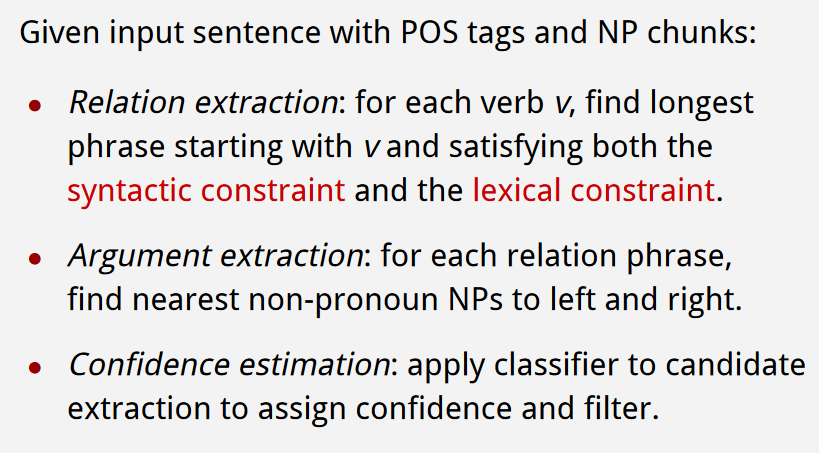 Given input sentence with POS tags and NP chunks:
• Relation extraction: for each verb v, find longest
phrase starting with v and satisfying both the
syntactic constraint and the lexical constraint.
• Argument extraction: for each relation phrase,
find nearest non-pronoun NPs to left and right.
• Confidence estimation: apply classifier to candidate
extraction to assign confidence and filter.